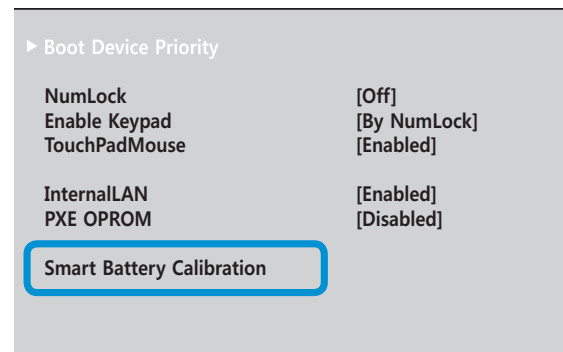 ▶ Boot Device Priority
NumLock [Off]
Enable Keypad [By NumLock]
TouchPadMouse [Enabled]
InternalLAN [Enabled]
PXE OPROM [Disabled]
Smart Battery Calibration